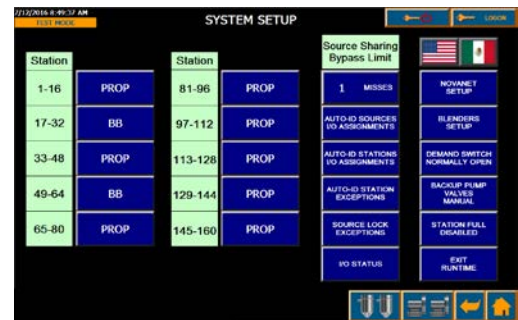 7/12/2016 8:49:37 AM
TEST MODE
SYSTEM SETUP
LOGON
Station
Station
Source Sharing
Bypass Limit
1-16 PROP
81-96 PROP
1 MISSES
NOVANET
SETUP
17-32 BB
97-112 PROP
AUTO-ID SOURCES
I/O ASSIGNMENTS
BLENDERS
SETUP
33-48 PROP
113-128 PROP
AUTO-ID STATIONS
I/O ASSIGNMENTS
DEMAND SWITCH
NORMALLY OPEN
49-64 BB
129-144 PROP
AUTO-ID STATION
EXCEPTIONS
BACKUP PUMP
VALVES
MANUAL
65-80 PROP
145-160 PROP
SOURCE LOCK
EXCEPTIONS
STATION FULL
DISABLED
I/O STATUS
EXIT
RUNTIME